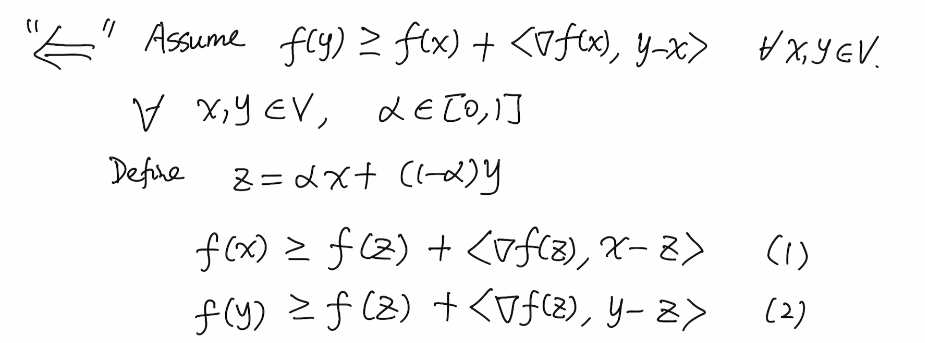 "⇐" Assume f(y) ≥ f(x) + <∇f(x), y-x> ∀x,y∈V.
∀ x,y ∈V, α∈[0,1]
Define z = αx + (1-α)y
f(x) ≥ f(z) + <∇f(z), x-z> (1)
f(y) ≥ f(z) + <∇f(z), y-z> (2)